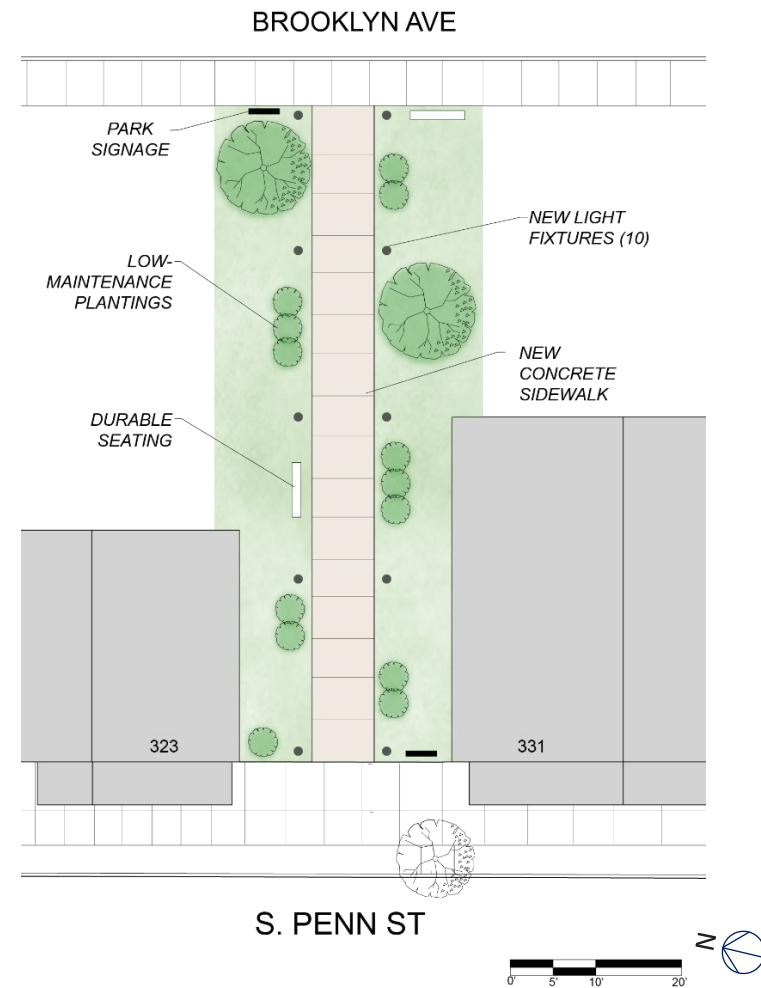 BROOKLYN AVE
PARK
SIGNAGE
NEW LIGHT
FIXTURES (10)
LOW-
MAINTENANCE
PLANTINGS
NEW
CONCRETE
SIDEWALK
DURABLE
SEATING
323
331
S. PENN ST
N
0' 5' 10' 20'